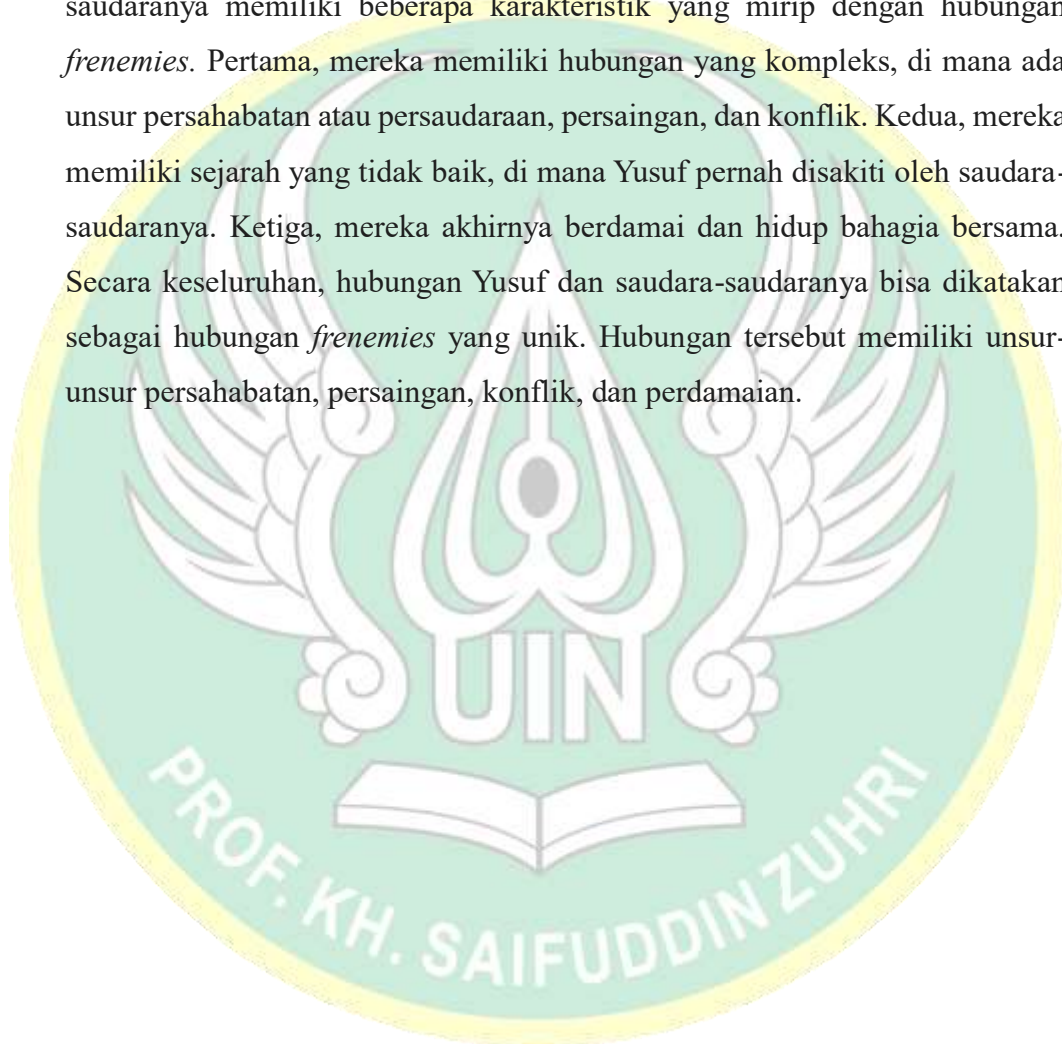 saudaranya memiliki beberapa karakteristik yang mirip dengan hubungan
frenemies. Pertama, mereka memiliki hubungan yang kompleks, di mana ada
unsur persahabatan atau persaudaraan, persaingan, dan konflik. Kedua, mereka
memiliki sejarah yang tidak baik, di mana Yusuf pernah disakiti oleh saudara-
saudaranya. Ketiga, mereka akhirnya berdamai dan hidup bahagia bersama.
Secara keseluruhan, hubungan Yusuf dan saudara-saudaranya bisa dikatakan
sebagai hubungan frenemies yang unik. Hubungan tersebut memiliki unsur-
unsur persahabatan, persaingan, konflik, dan perdamaian.
UIN
PROF. KH. SAIFUDDIN ZUHRI